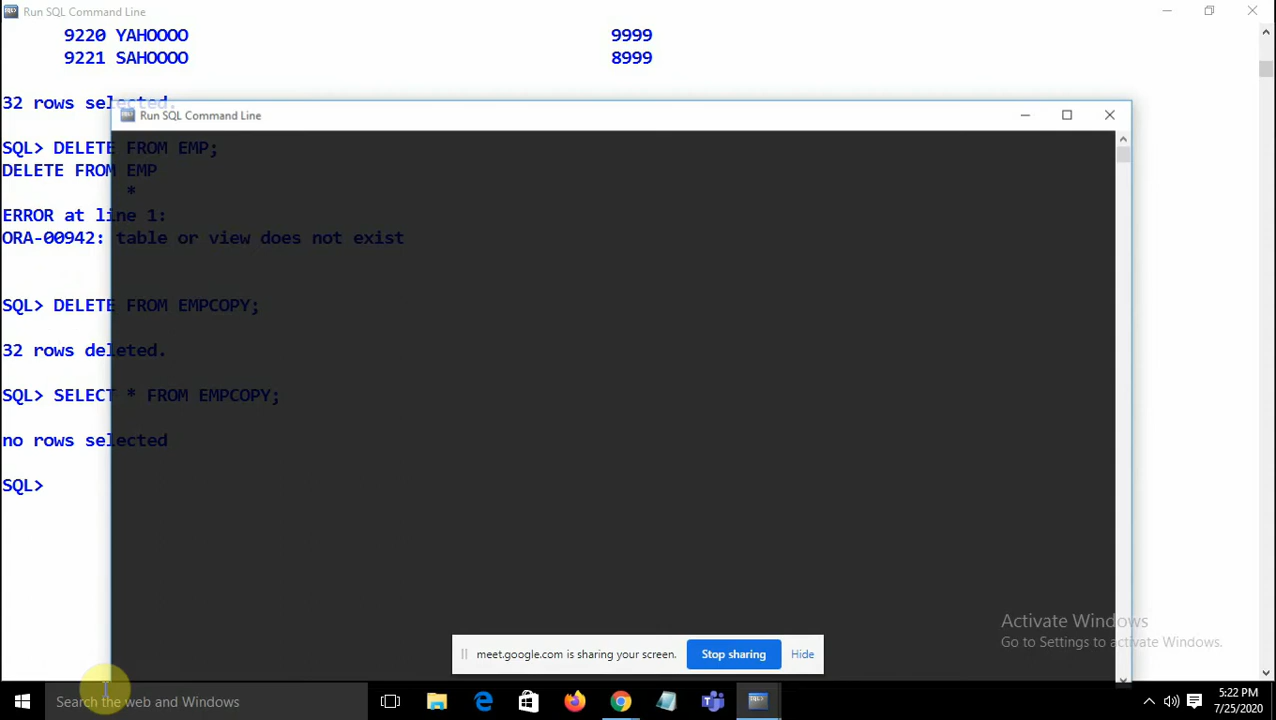 Run SQL Command Line
9220 YAHOOOO 9999
9221 SAHOOOO 8999
32 rows selected.
Run SQL Command Line
SQL> DELETE FROM EMP;
DELETE FROM EMP
*
ERROR at line 1:
ORA-00942: table or view does not exist
SQL> DELETE FROM EMPCOPY;
32 rows deleted.
SQL> SELECT * FROM EMPCOPY;
no rows selected
SQL>
Activate Windows
Go to Settings to activate Windows.
meet.google.com is sharing your screen. Stop sharing Hide
Search the web and Windows
5:22 PM
7/25/2020